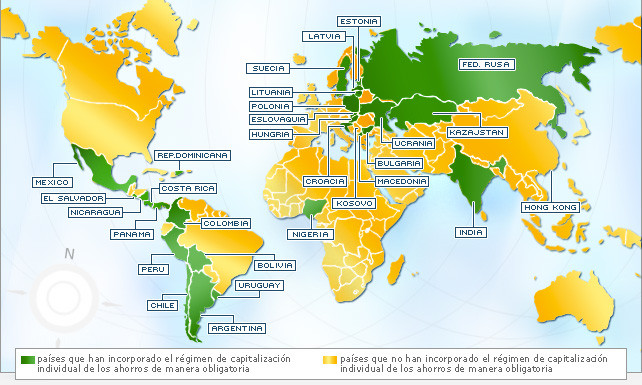 ESTONIA
LATVIA
SUECIA
FED. RUSA
LITUANIA
POLONIA
ESLOVAQUIA
HUNGRIA
KAZAJSTAN
UCRANIA
BULGARIA
REP.DOMINICANA
MEXICO
COSTA RICA
CROACIA
MACEDONIA
EL SALVADOR
KOSOVO
NICARAGUA
HONG KONG
COLOMBIA
PANAMA
NIGERIA
INDIA
N
BOLIVIA
PERU
URUGUAY
CHILE
ARGENTINA
países que han incorporado el régimen de capitalización
individual de los ahorros de manera obligatoria
países que no han incorporado el régimen de capitalización
individual de los ahorros de manera obligatoria